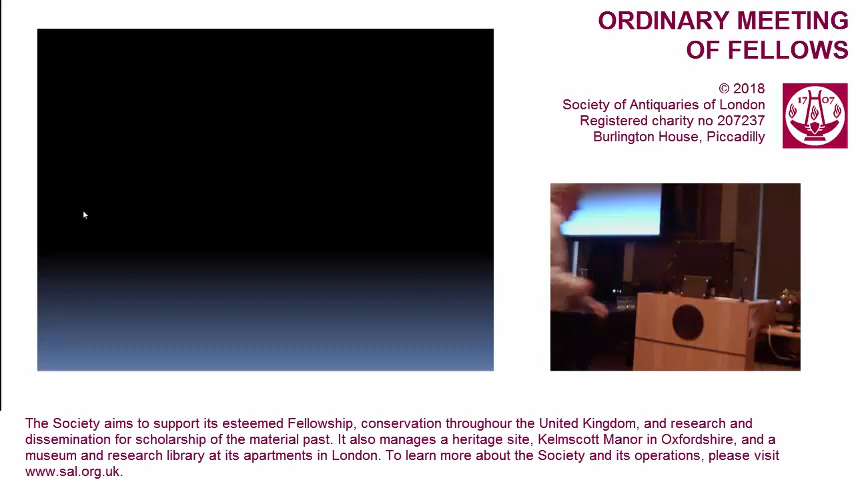 ORDINARY MEETING
OF FELLOWS
© 2018
Society of Antiquaries of London
Registered charity no 207237
Burlington House, Piccadilly
17 07
The Society aims to support its esteemed Fellowship, conservation throughour the United Kingdom, and research and
dissemination for scholarship of the material past. It also manages a heritage site, Kelmscott Manor in Oxfordshire, and a
museum and research library at its apartments in London. To learn more about the Society and its operations, please visit
www.sal.org.uk.